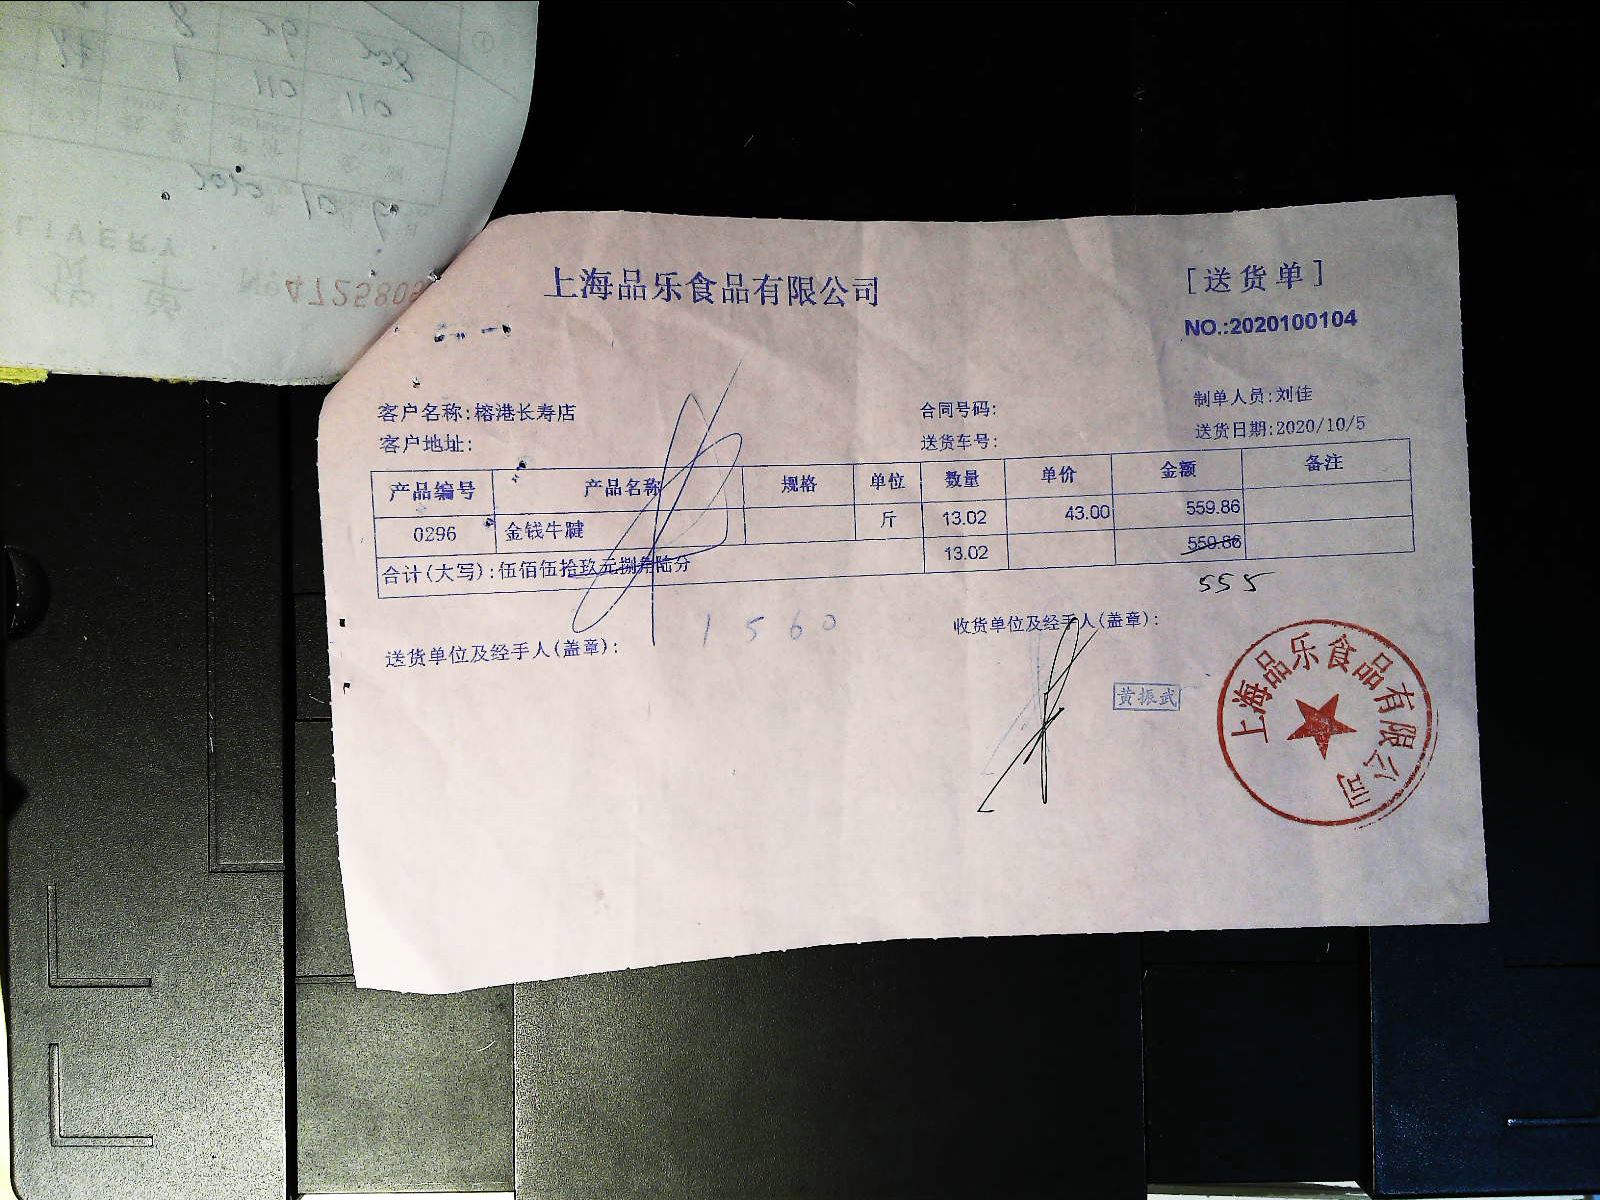 上海品乐食品有限公司
[送货单]
NO.:2020100104
客户名称:榕港长寿店
合同号码:
制单人员:刘佳
客户地址:
送货车号:
送货日期:2020/10/5
产品编号 产品名称 规格 单位 数量 单价 金额 备注
0296 金钱牛腱 斤 13.02 43.00 559.86
合计(大写):伍佰伍拾玖元捌角陆分 13.02 559.86
555
1560
送货单位及经手人(盖章):
收货单位及经手人(盖章):
黄振武
上海品乐食品有限公司
LIVERY
No 4725809
2020 10 6